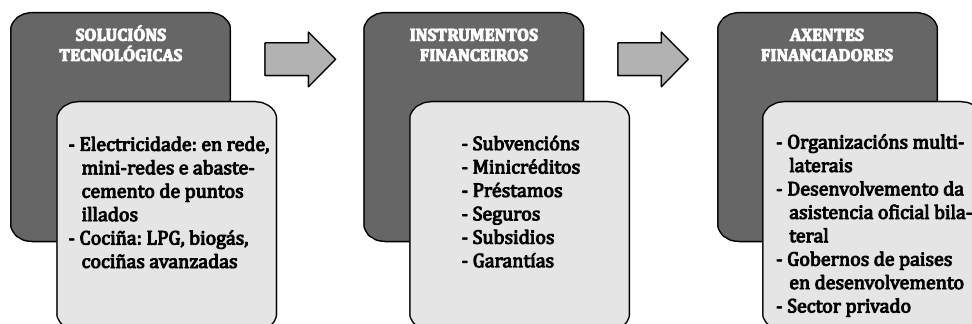 SOLUCIÓNS
TECNOLÓGICAS
- Electricidade: en rede,
mini-redes e abaste-
cemento de puntos
illados
- Cociña: LPG, biogás,
cociñas avanzadas
INSTRUMENTOS
FINANCEIROS
- Subvencións
- Minicréditos
- Préstamos
- Seguros
- Subsidios
- Garantías
AXENTES
FINANCIADORES
- Organizacións multi-
laterais
- Desenvolvemento da
asistencia oficial bila-
teral
- Gobernos de paises
en desenvolvemento
- Sector privado